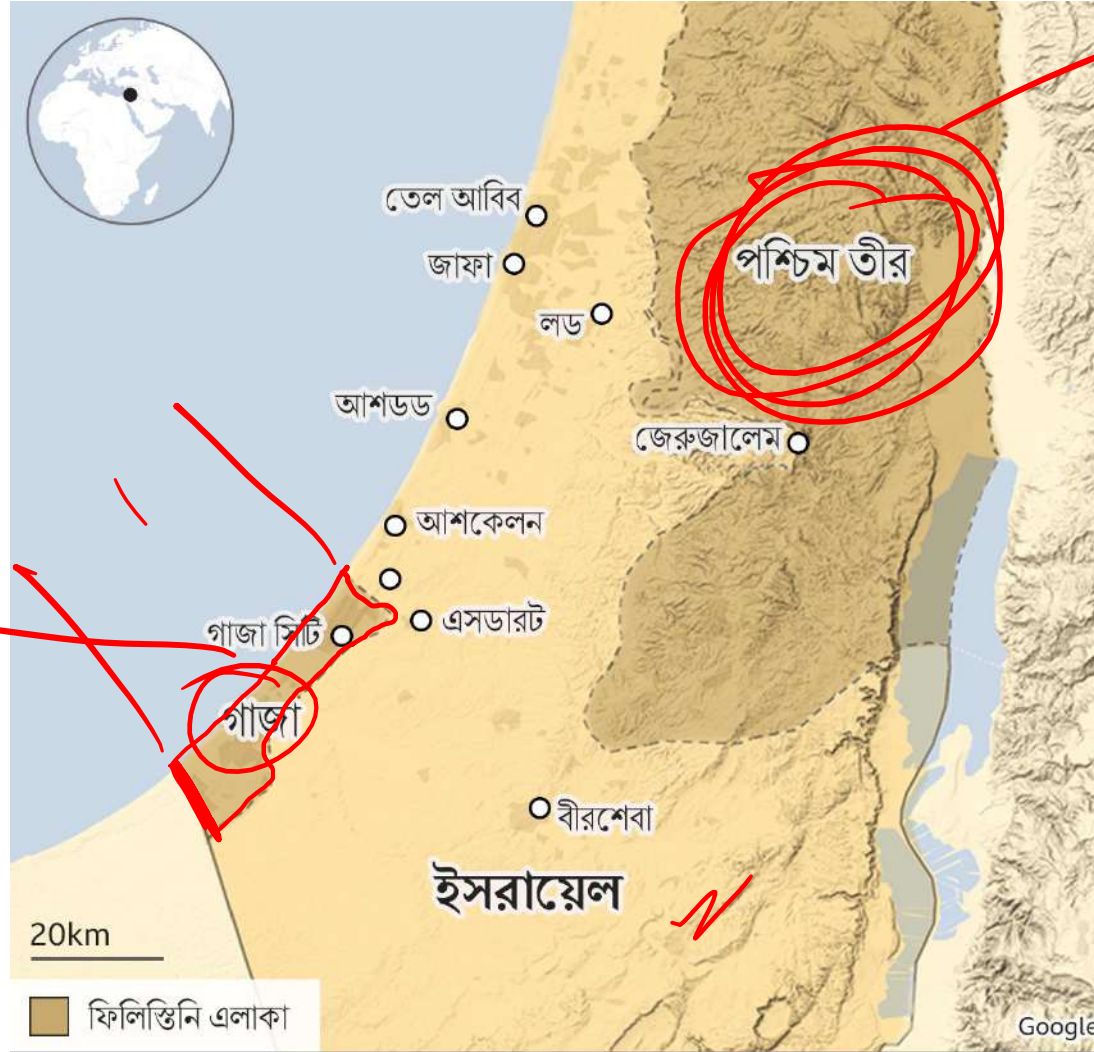 তেল আবিব
জাফা
পশ্চিম তীর
লড
আশডড
জেরুজালেম
আশকেলন
এসডারট
গাজা সিটি
গাজা
বীরশেবা
ইসরায়েল
20km
ফিলিস্তিনি এলাকা
Google